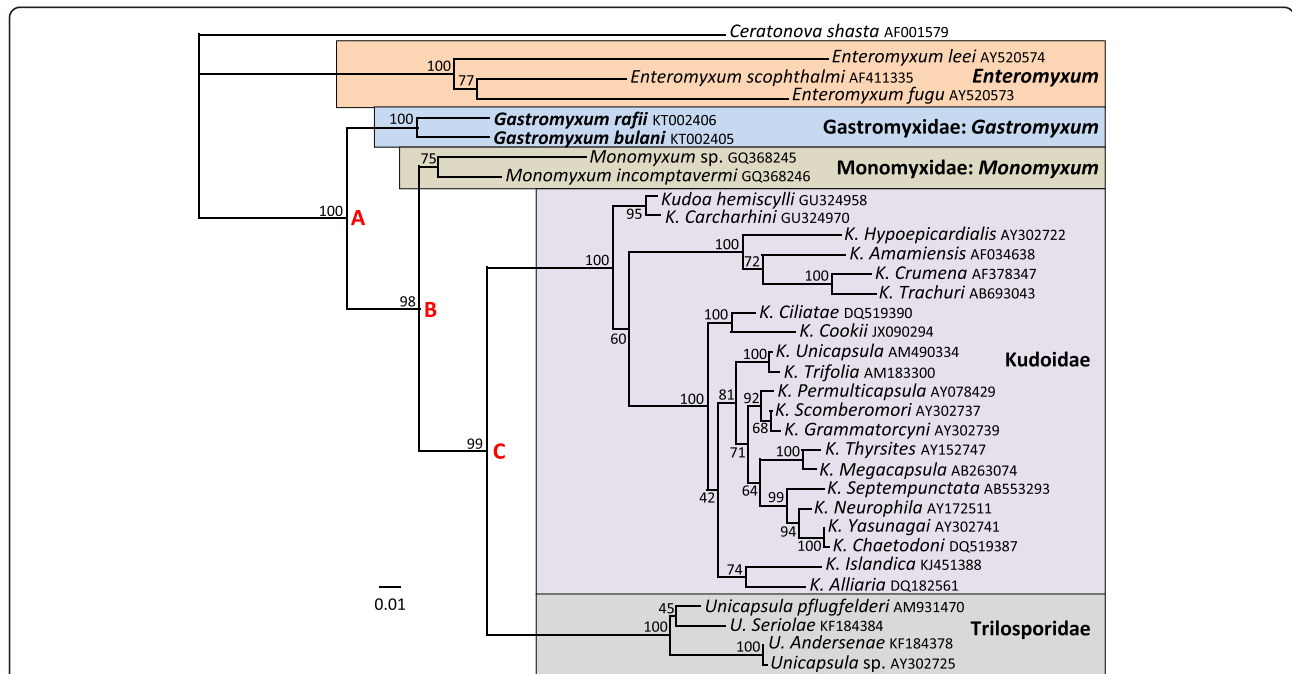 Ceratonova shasta AF001579
Enteromyxum leei AY520574
100
Enteromyxum
77
Enteromyxum scophthalmi AF411335
Enteromyxum fugu AY520573
100
Gastromyxum rafii KT002406
Gastromyxidae: Gastromyxum
Gastromyxum bulani KT002405
75
Monomyxum sp. GQ368245
Monomyxidae: Monomyxum
Monomyxum incomptavermi GQ368246
Kudoa hemiscylli GU324958
95
K. Carcharhini GU324970
100
A
K. Hypoepicardialis AY302722
100
K. Amamiensis AF034638
72
100
K. Crumena AF378347
100
K. Trachuri AB693043
98
B
K. Ciliatae DQ519390
100
K. Cookii JX090294
60
K. Unicapsula AM490334
100
Kudoidae
K. Trifolia AM183300
K. Permulticapsula AY078429
92
81
100
K. Scomberomori AY302737
68
K. Grammatorcyni AY302739
99
C
71
K. Thyrsites AY152747
100
K. Megacapsula AB263074
64
K. Septempunctata AB553293
99
42
K. Neurophila AY172511
94
K. Yasunagai AY302741
100
K. Chaetodoni DQ519387
K. Islandica KJ451388
74
K. Alliaria DQ182561
0.01
45
Unicapsula pflugfelderi AM931470
U. Seriolae KF184384
Trilosporidae
100
U. Andersenae KF184378
100
Unicapsula sp. AY302725